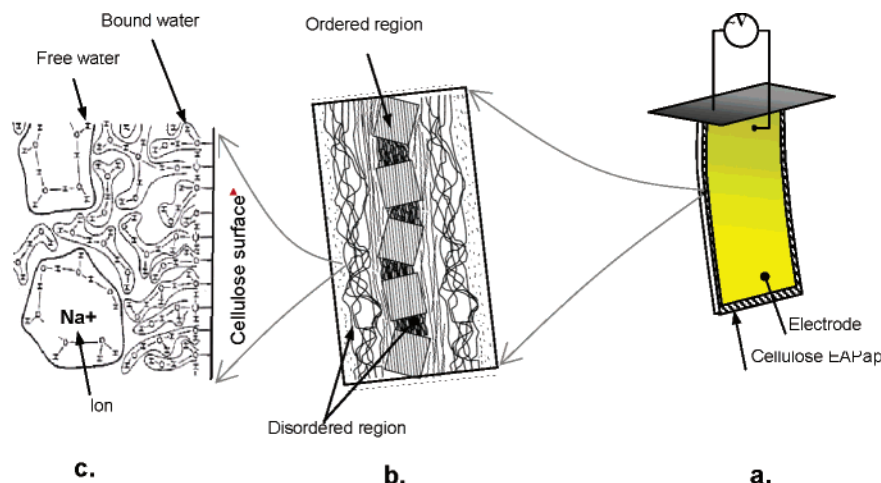 Bound water
Ordered region
Free water
V
Cellulose surface
Na+
Ion
Disordered region
Electrode
Cellulose EAPap
c.
b.
a.